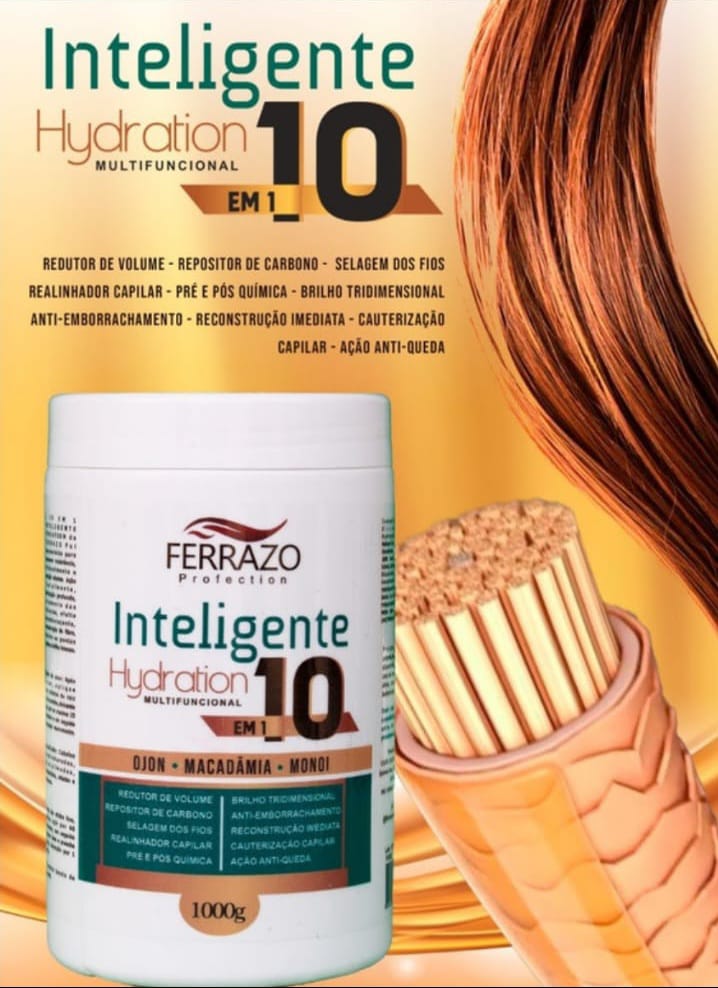 Inteligente
Hydration 10
MULTIFUNCIONAL
EM 1
REDUTOR DE VOLUME - REPOSITOR DE CARBONO - SELAGEM DOS FIOS
REALINHADOR CAPILAR - PRÉ E PÓS QUÍMICA - BRILHO TRIDIMENSIONAL
ANTI-EMBORRACHAMENTO - RECONSTRUÇÃO IMEDIATA - CAUTERIZAÇÃO
CAPILAR - AÇÃO ANTI-QUEDA
FERRAZO
Profection
Inteligente
Hydration 10
MULTIFUNCIONAL
EM 1
OJON • MACADÂMIA • MONOI
REDUTOR DE VOLUME
REPOSITOR DE CARBONO
SELAGEM DOS FIOS
REALINHADOR CAPILAR
PRÉ E PÓS QUÍMICA
BRILHO TRIDIMENSIONAL
ANTI-EMBORRACHAMENTO
RECONSTRUÇÃO IMEDIATA
CAUTERIZAÇÃO CAPILAR
AÇÃO ANTI-QUEDA
1000g